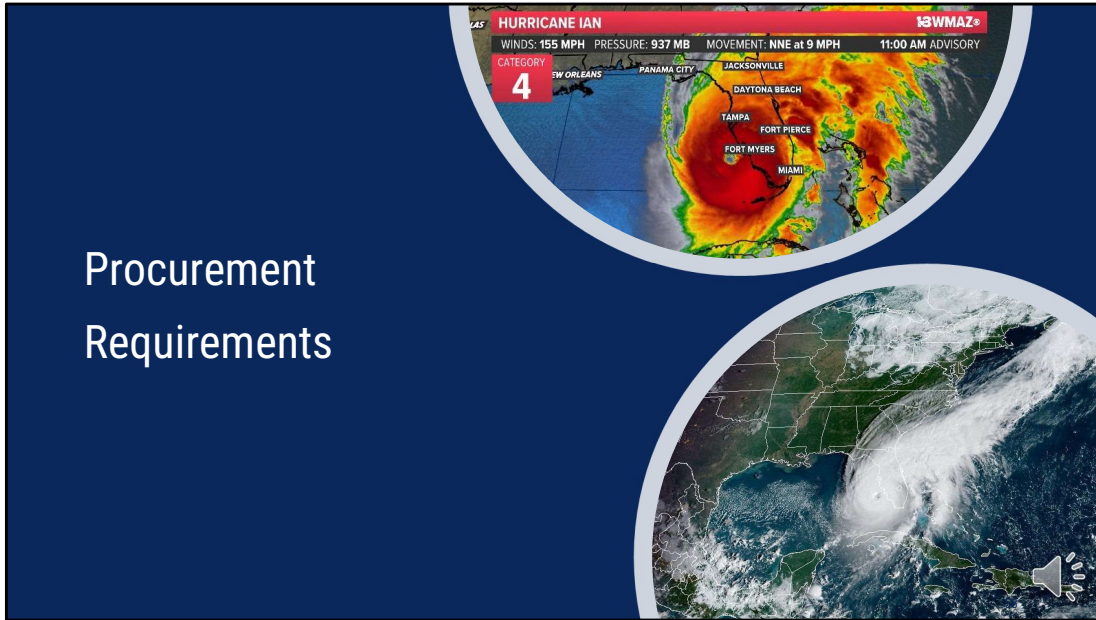 HURRICANE IAN
13WMAZ
WINDS: 155 MPH PRESSURE: 937 MB MOVEMENT: NNE at 9 MPH 11:00 AM ADVISORY
CATEGORY
4
EW ORLEANS
PANAMA CITY
JACKSONVILLE
DAYTONA BEACH
TAMPA
FORT PIERCE
FORT MYERS
MIAMI
Procurement
Requirements